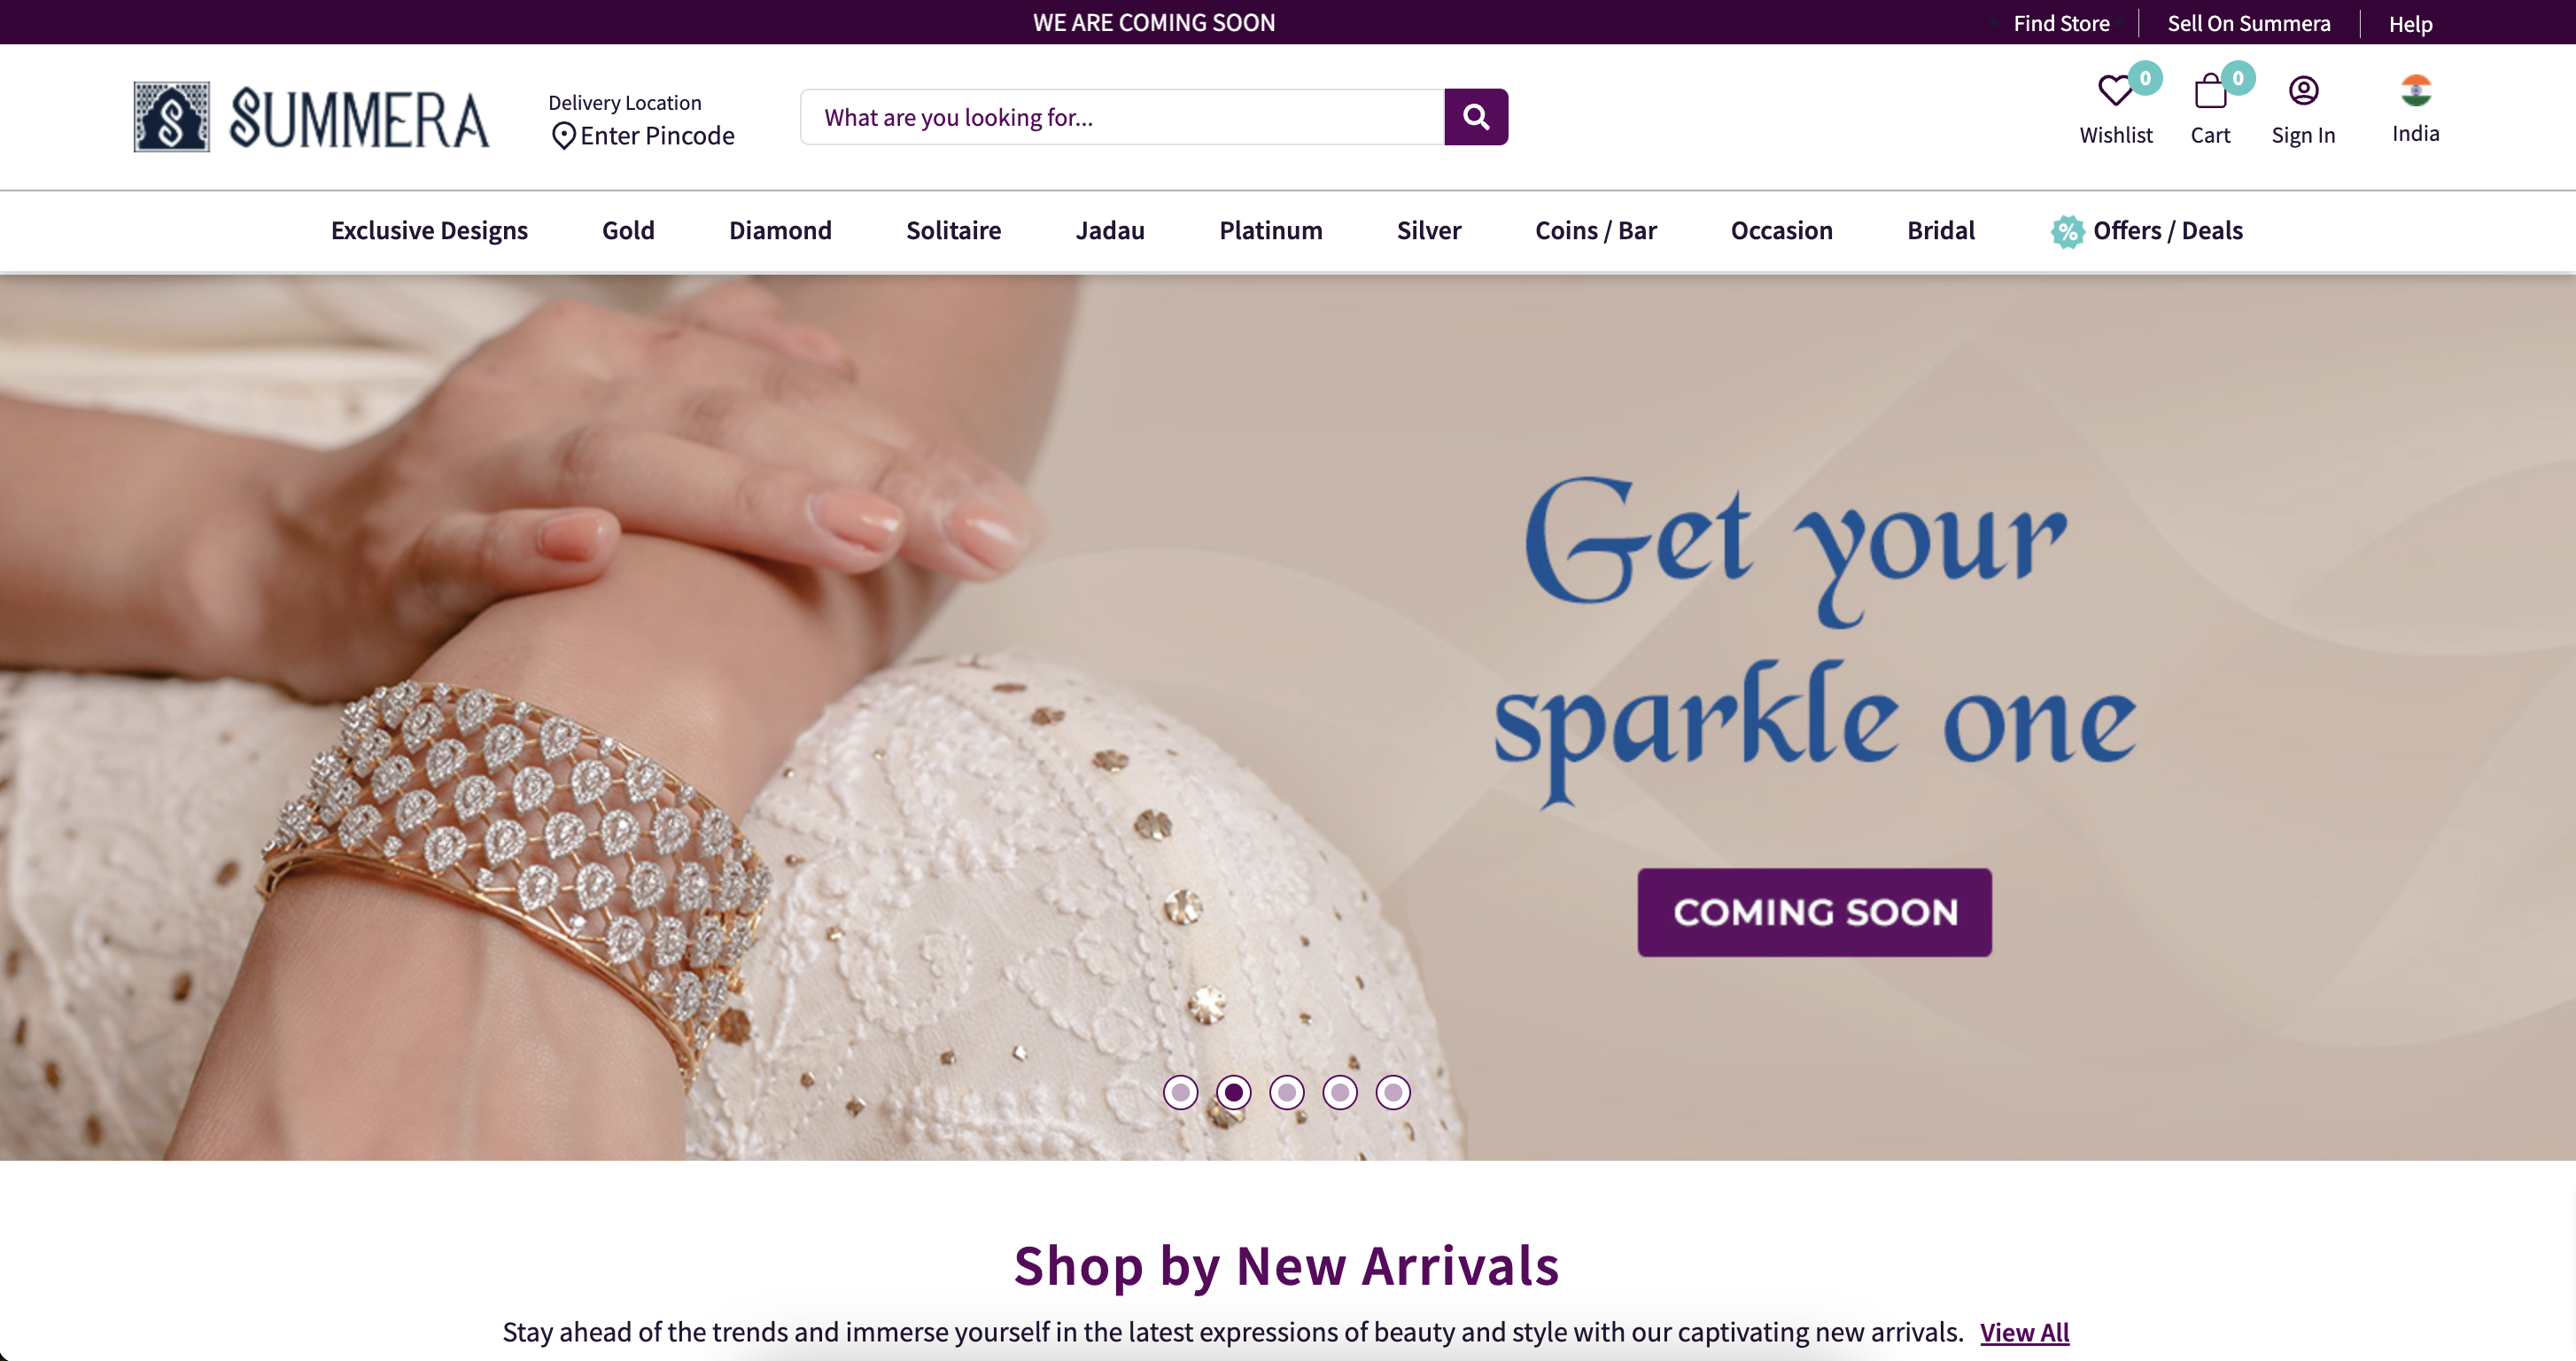 WE ARE COMING SOON
Find Store
Sell On Summera
Help
S SUMMERA
Delivery Location
Enter Pincode
What are you looking for...
0
0
Wishlist
Cart
Sign In
India
Exclusive Designs
Gold
Diamond
Solitaire
Jadau
Platinum
Silver
Coins / Bar
Occasion
Bridal
% Offers / Deals
Get your
sparkle one
COMING SOON
Shop by New Arrivals
Stay ahead of the trends and immerse yourself in the latest expressions of beauty and style with our captivating new arrivals. View All